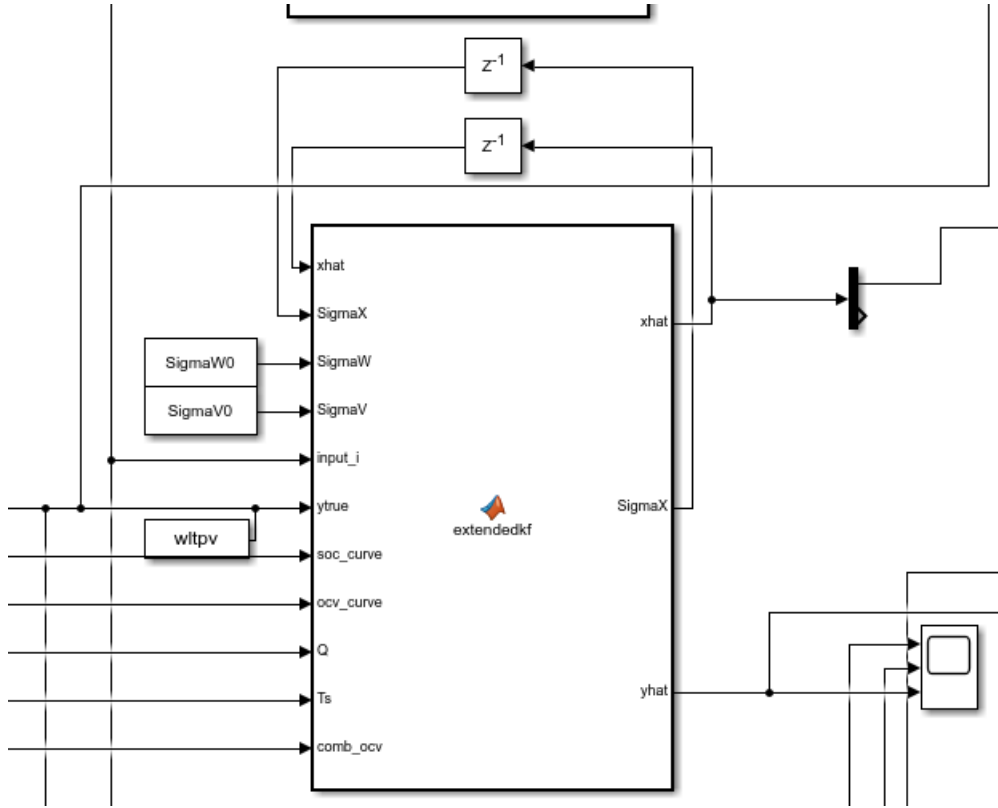 z-1
z-1
xhat
SigmaX
SigmaW0
SigmaW
SigmaV0
SigmaV
input_i
ytrue
wltpv
soc_curve
ocv_curve
Q
Ts
comb_ocv
extendedkf
xhat
SigmaX
yhat